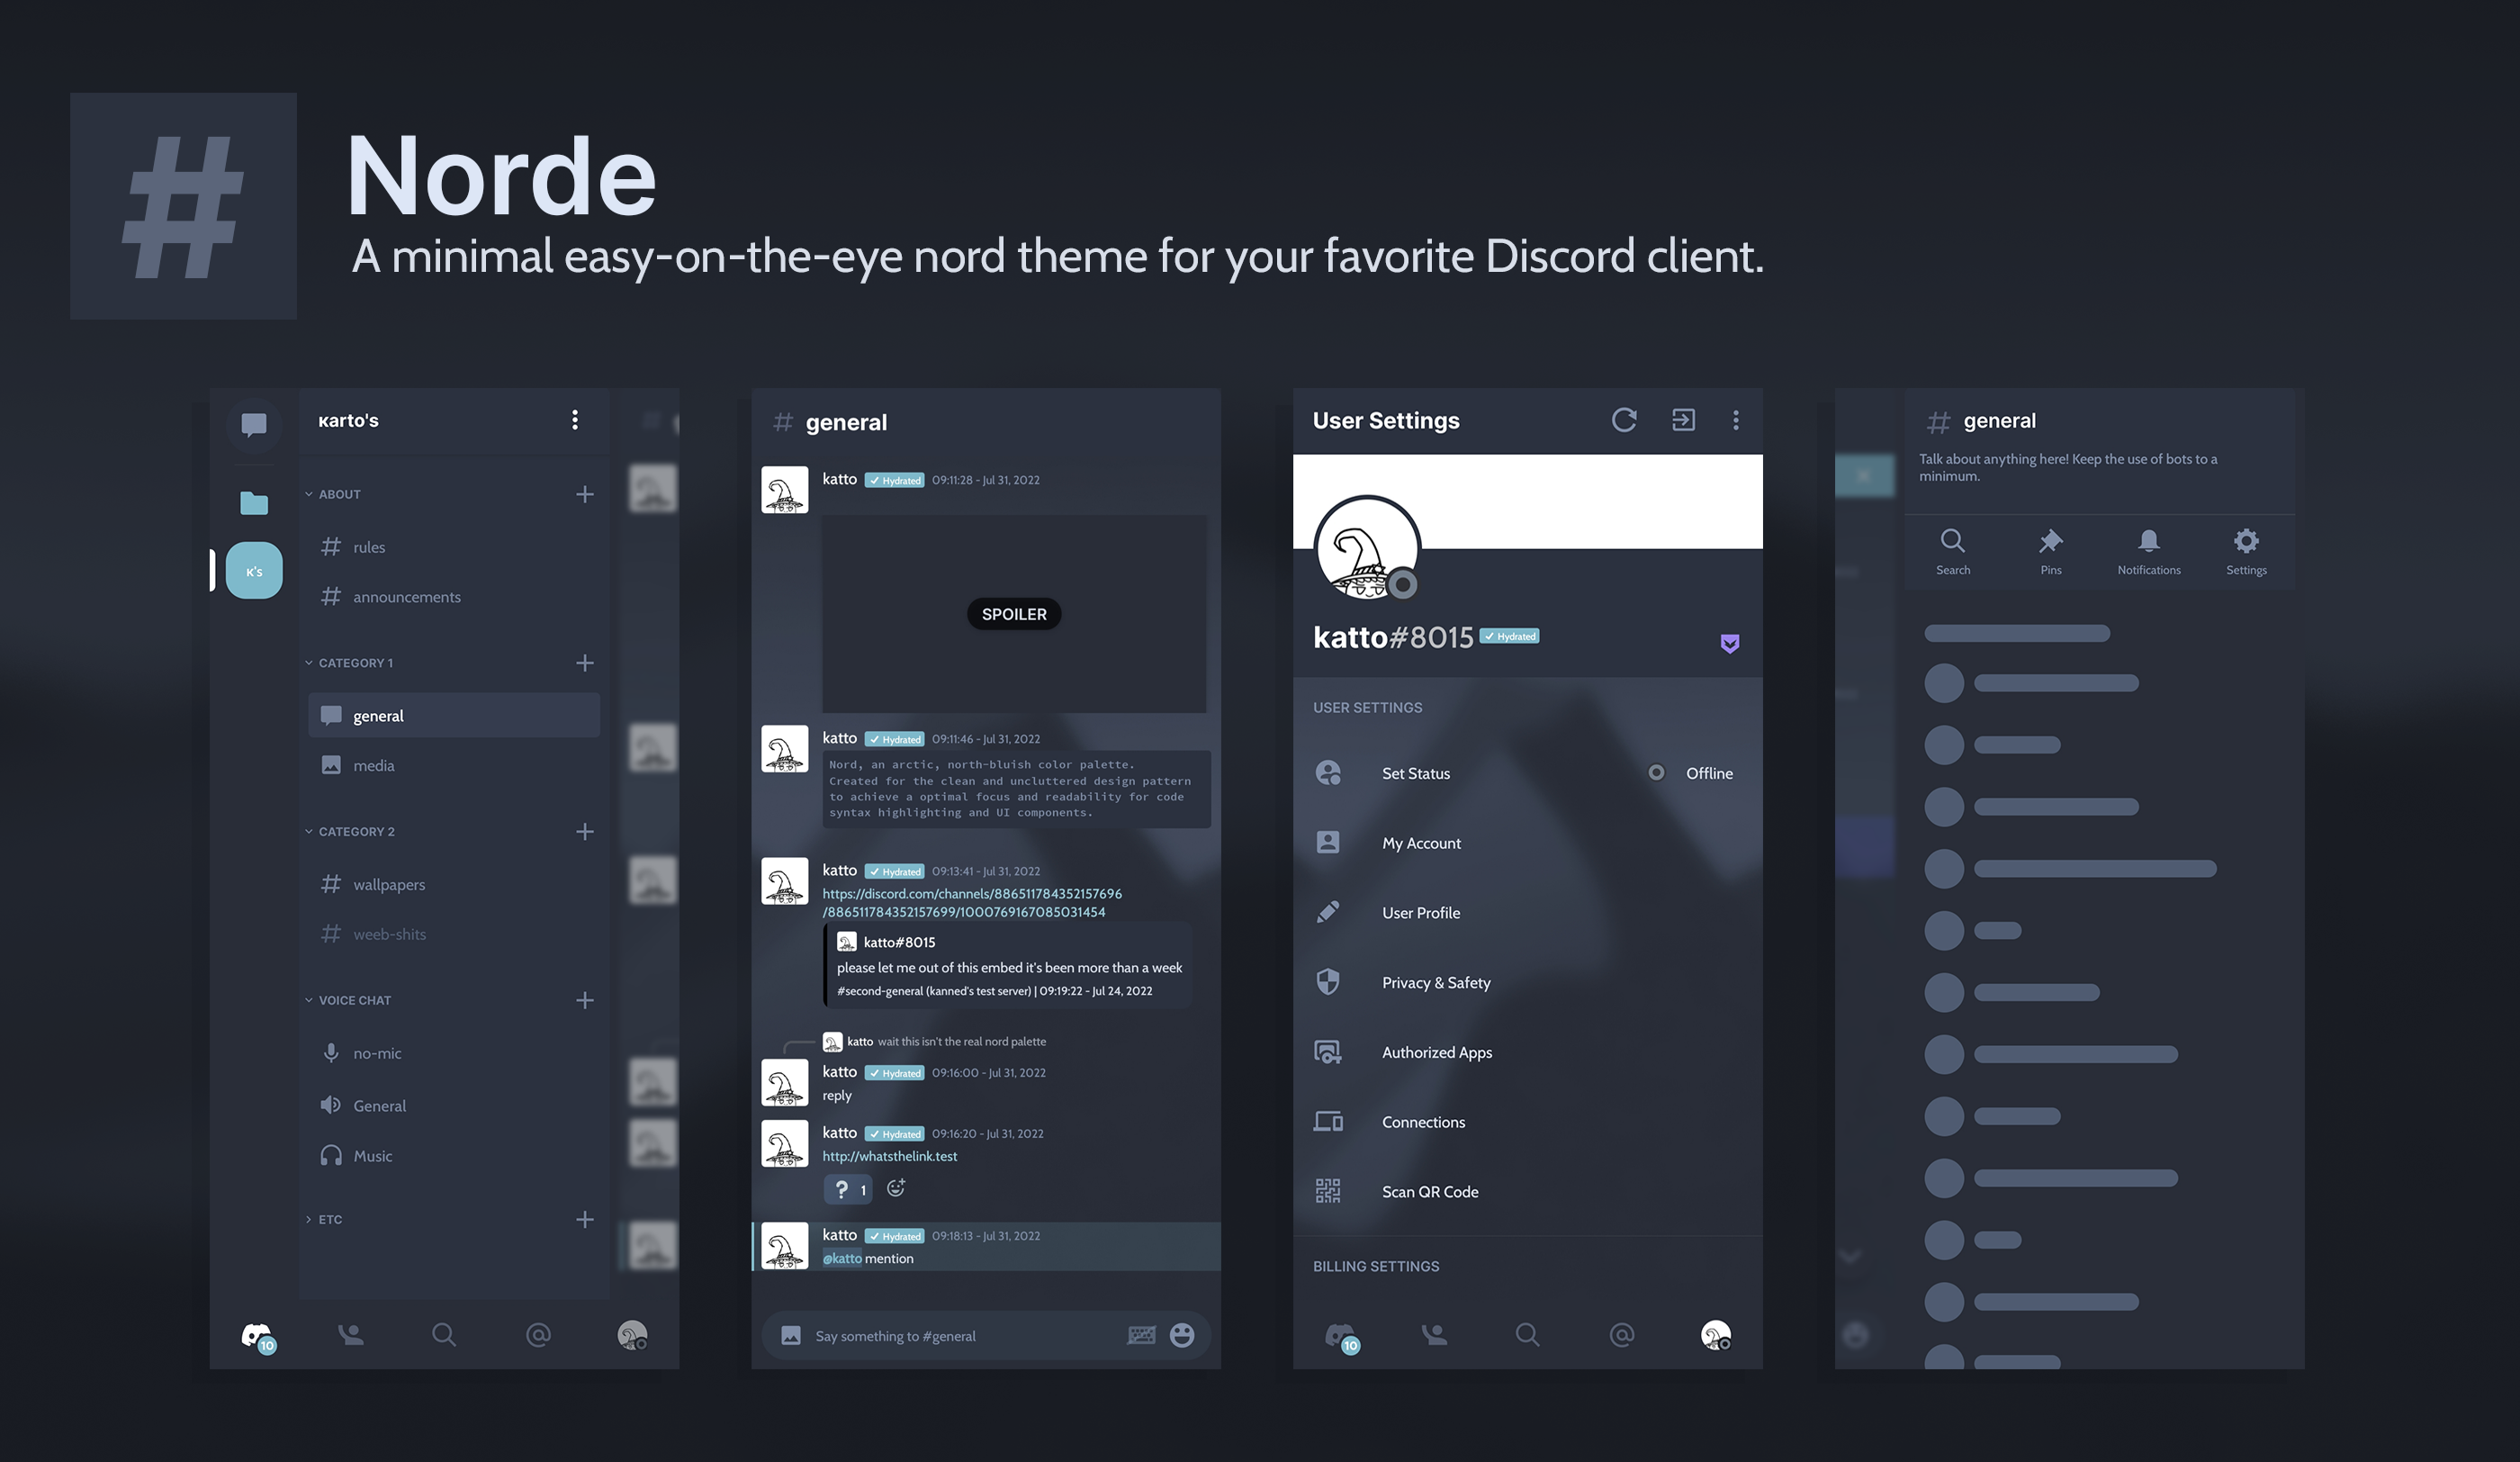 #
Norde
A minimal easy-on-the-eye nord theme for your favorite Discord client.
ĸarto's
ABOUT
rules
announcements
ĸ's
CATEGORY 1
general
media
CATEGORY 2
wallpapers
weeb-shits
VOICE CHAT
no-mic
General
Music
ETC
10
# general
katto ✓ Hydrated 09:11:28 - Jul 31, 2022
SPOILER
katto ✓ Hydrated 09:11:46 - Jul 31, 2022
Nord, an arctic, north-bluish color palette.
Created for the clean and uncluttered design pattern
to achieve a optimal focus and readability for code
syntax highlighting and UI components.
katto ✓ Hydrated 09:13:41 - Jul 31, 2022
https://discord.com/channels/886511784352157696
/886511784352157699/1000769167085031454
katto#8015
please let me out of this embed it's been more than a week
#second-general (kanned's test server) | 09:19:22 - Jul 24, 2022
katto wait this isn't the real nord palette
katto ✓ Hydrated 09:16:00 - Jul 31, 2022
reply
katto ✓ Hydrated 09:16:20 - Jul 31, 2022
http://whatsthelink.test
? 1
katto ✓ Hydrated 09:18:13 - Jul 31, 2022
@katto mention
Say something to #general
User Settings
katto#8015 ✓ Hydrated
USER SETTINGS
Set Status Offline
My Account
User Profile
Privacy & Safety
Authorized Apps
Connections
Scan QR Code
BILLING SETTINGS
10
# general
Talk about anything here! Keep the use of bots to a
minimum.
Search Pins Notifications Settings